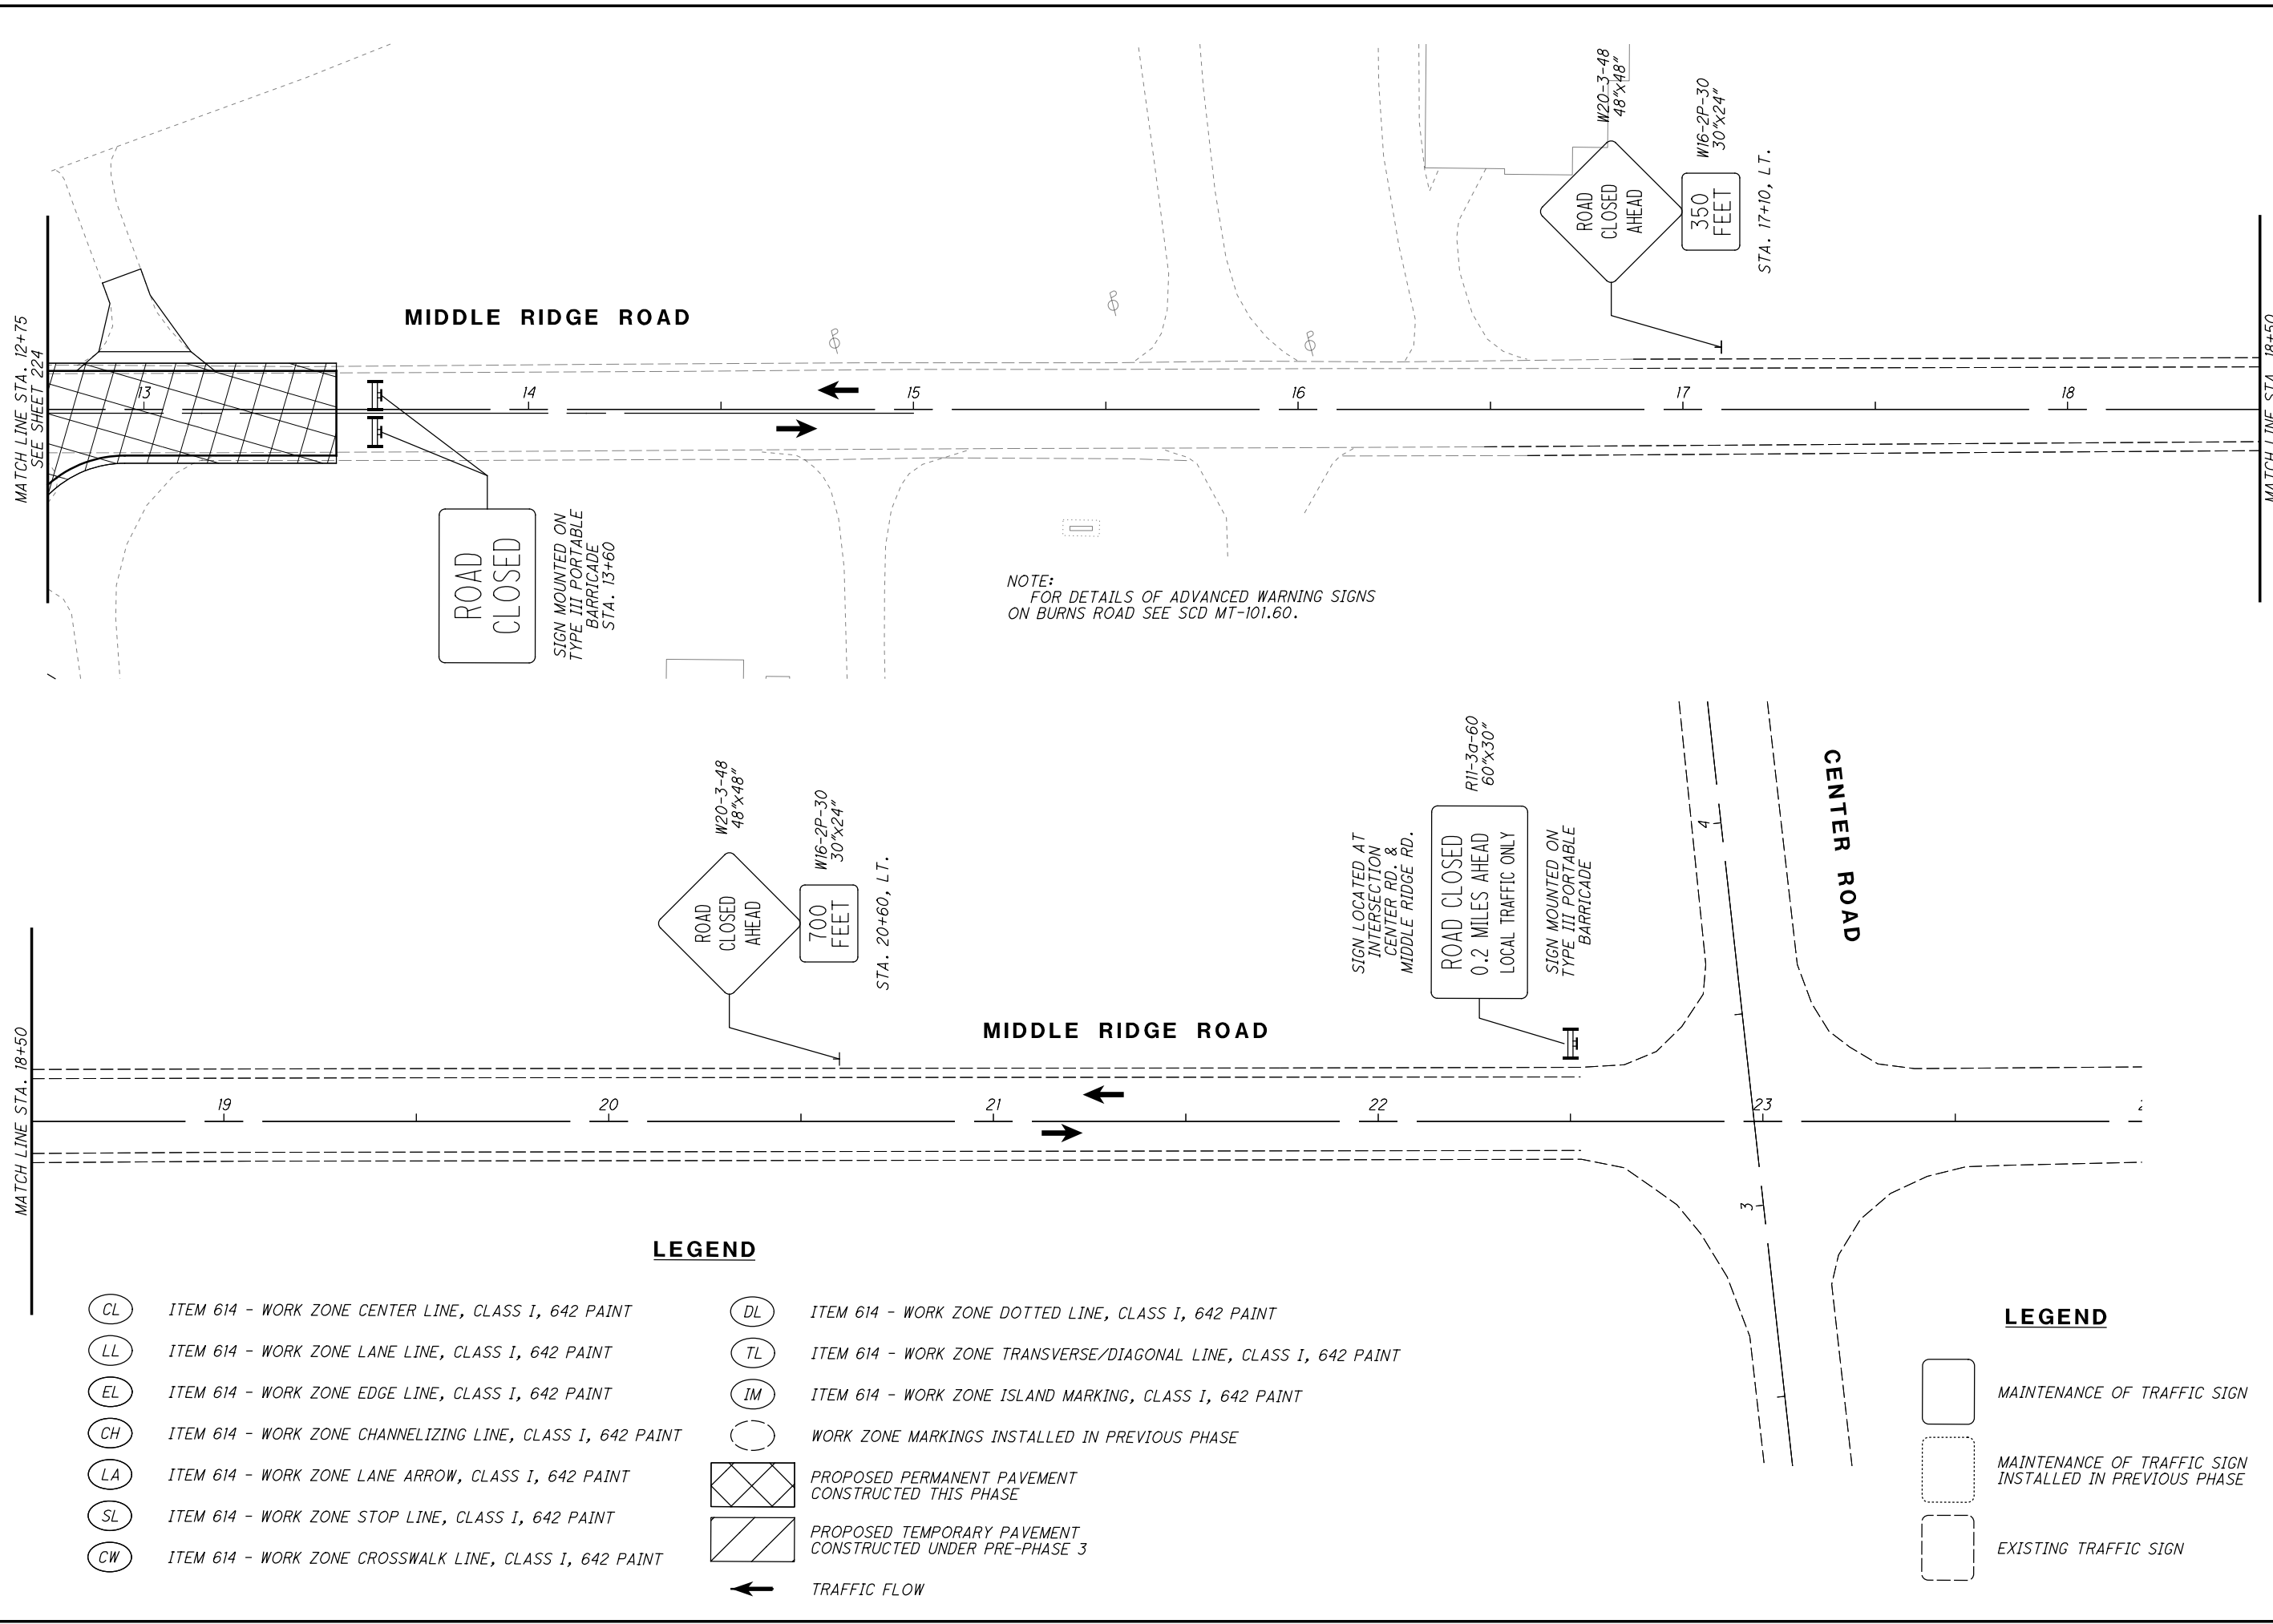 W20-3-48
48"x48"
W16-2P-30
30"x24"
ROAD
CLOSED
AHEAD
350
FEET
STA. 17+10, LT.
MATCH LINE STA. 12+75
SEE SHEET 224
MIDDLE RIDGE ROAD
MATCH LINE STA. 18+50
13
14
15
16
17
18
ROAD
CLOSED
SIGN MOUNTED ON
TYPE III PORTABLE
BARRICADE
STA. 13+60
NOTE:
FOR DETAILS OF ADVANCED WARNING SIGNS
ON BURNS ROAD SEE SCD MT-101.60.
W20-3-48
48"x48"
W16-2P-30
30"x24"
ROAD
CLOSED
AHEAD
700
FEET
STA. 20+60, LT.
R11-3a-60
60"x30"
SIGN LOCATED AT
INTERSECTION
CENTER RD. &
MIDDLE RIDGE RD.
ROAD CLOSED
0.2 MILES AHEAD
LOCAL TRAFFIC ONLY
SIGN MOUNTED ON
TYPE III PORTABLE
BARRICADE
CENTER ROAD
4
MIDDLE RIDGE ROAD
MATCH LINE STA. 18+50
19
20
21
22
23
3
LEGEND
CL ITEM 614 - WORK ZONE CENTER LINE, CLASS I, 642 PAINT
LL ITEM 614 - WORK ZONE LANE LINE, CLASS I, 642 PAINT
EL ITEM 614 - WORK ZONE EDGE LINE, CLASS I, 642 PAINT
CH ITEM 614 - WORK ZONE CHANNELIZING LINE, CLASS I, 642 PAINT
LA ITEM 614 - WORK ZONE LANE ARROW, CLASS I, 642 PAINT
SL ITEM 614 - WORK ZONE STOP LINE, CLASS I, 642 PAINT
CW ITEM 614 - WORK ZONE CROSSWALK LINE, CLASS I, 642 PAINT
DL ITEM 614 - WORK ZONE DOTTED LINE, CLASS I, 642 PAINT
TL ITEM 614 - WORK ZONE TRANSVERSE/DIAGONAL LINE, CLASS I, 642 PAINT
IM ITEM 614 - WORK ZONE ISLAND MARKING, CLASS I, 642 PAINT
WORK ZONE MARKINGS INSTALLED IN PREVIOUS PHASE
PROPOSED PERMANENT PAVEMENT
CONSTRUCTED THIS PHASE
PROPOSED TEMPORARY PAVEMENT
CONSTRUCTED UNDER PRE-PHASE 3
TRAFFIC FLOW
LEGEND
MAINTENANCE OF TRAFFIC SIGN
MAINTENANCE OF TRAFFIC SIGN
INSTALLED IN PREVIOUS PHASE
EXISTING TRAFFIC SIGN